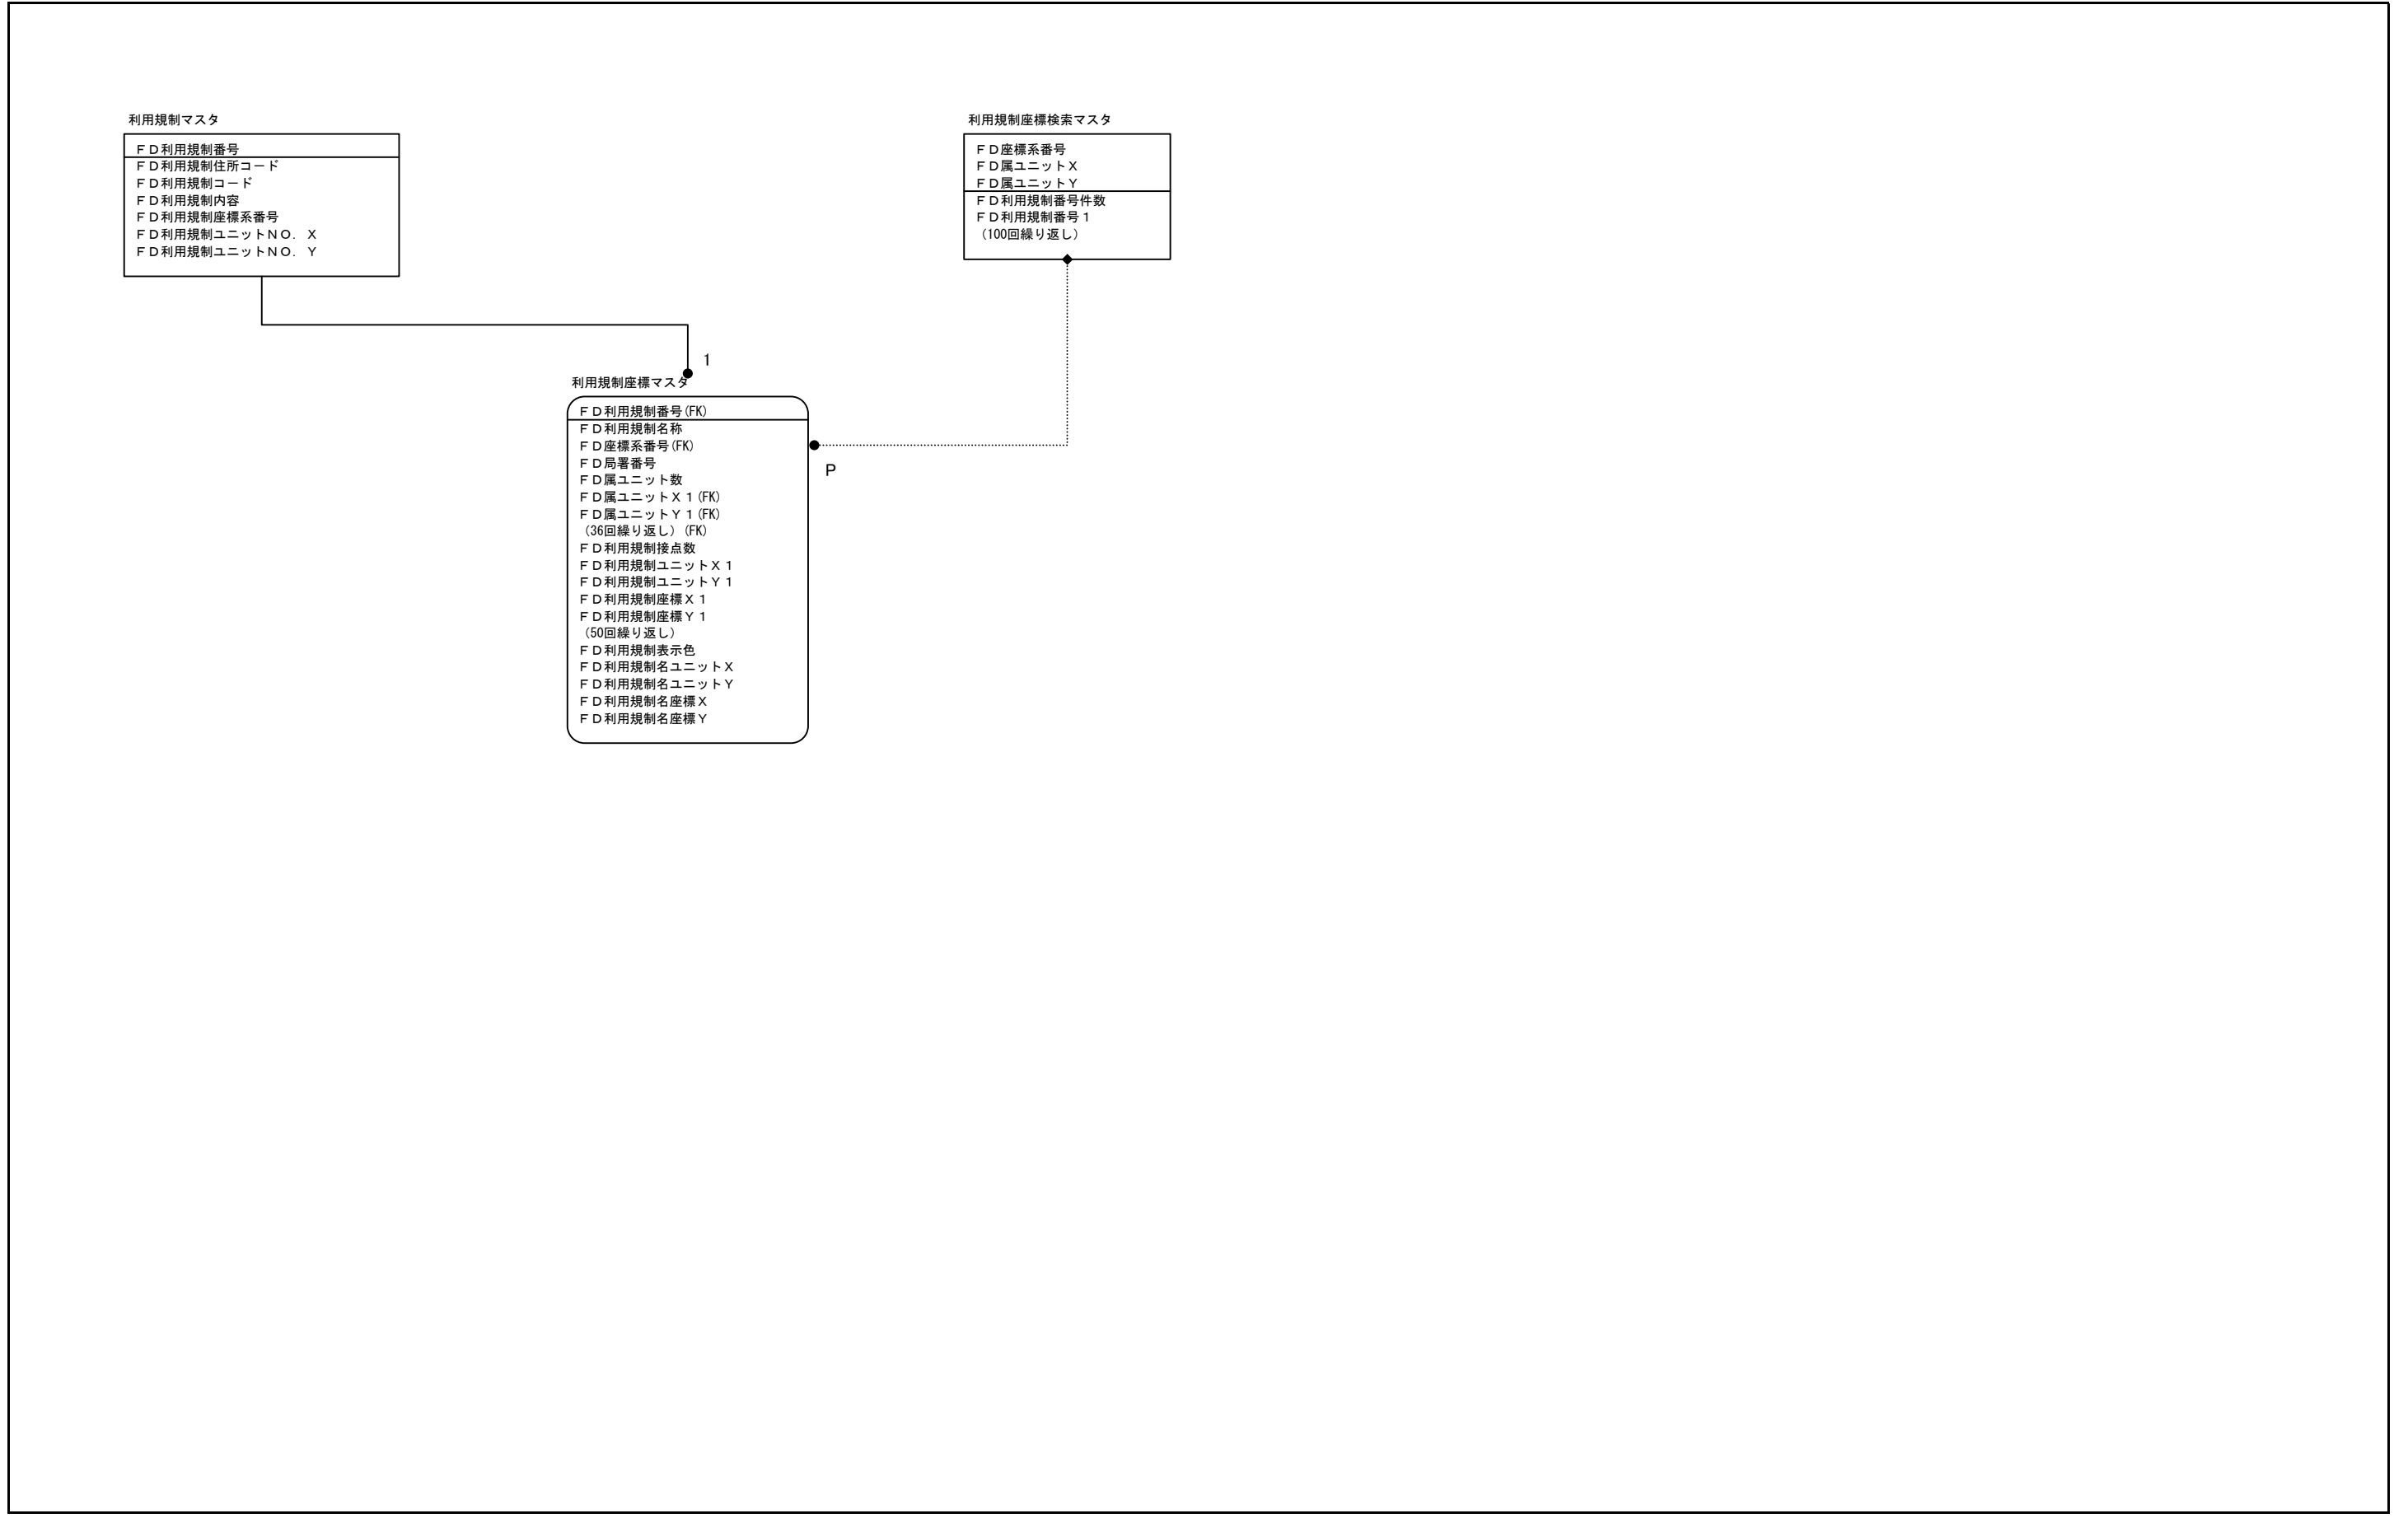 利用規制マスタ
ＦＤ利用規制番号
ＦＤ利用規制住所コード
ＦＤ利用規制コード
ＦＤ利用規制内容
ＦＤ利用規制座標系番号
ＦＤ利用規制ユニットＮＯ．Ｘ
ＦＤ利用規制ユニットＮＯ．Ｙ
利用規制座標検索マスタ
ＦＤ座標系番号
ＦＤ属ユニットＸ
ＦＤ属ユニットＹ
ＦＤ利用規制番号件数
ＦＤ利用規制番号１
（100回繰り返し）
1
利用規制座標マスタ
ＦＤ利用規制番号(FK)
ＦＤ利用規制名称
ＦＤ座標系番号(FK)
ＦＤ局署番号
ＦＤ属ユニット数
ＦＤ属ユニットＸ１(FK)
ＦＤ属ユニットＹ１(FK)
（36回繰り返し）(FK)
ＦＤ利用規制接点数
ＦＤ利用規制ユニットＸ１
ＦＤ利用規制ユニットＹ１
ＦＤ利用規制座標Ｘ１
ＦＤ利用規制座標Ｙ１
（50回繰り返し）
ＦＤ利用規制表示色
ＦＤ利用規制名ユニットＸ
ＦＤ利用規制名ユニットＹ
ＦＤ利用規制名座標Ｘ
ＦＤ利用規制名座標Ｙ
P